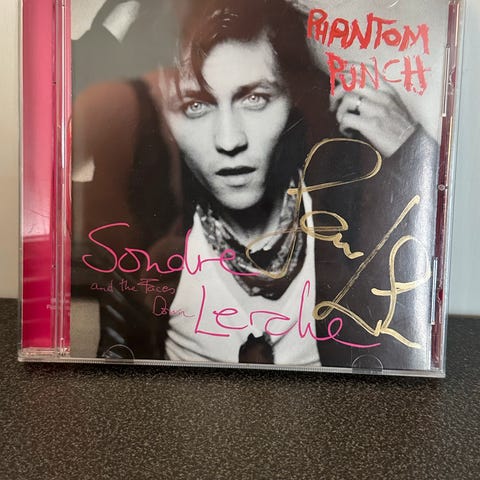 PHANTOM
PUNCH
Sondre
and the Faces
Down
Lerche